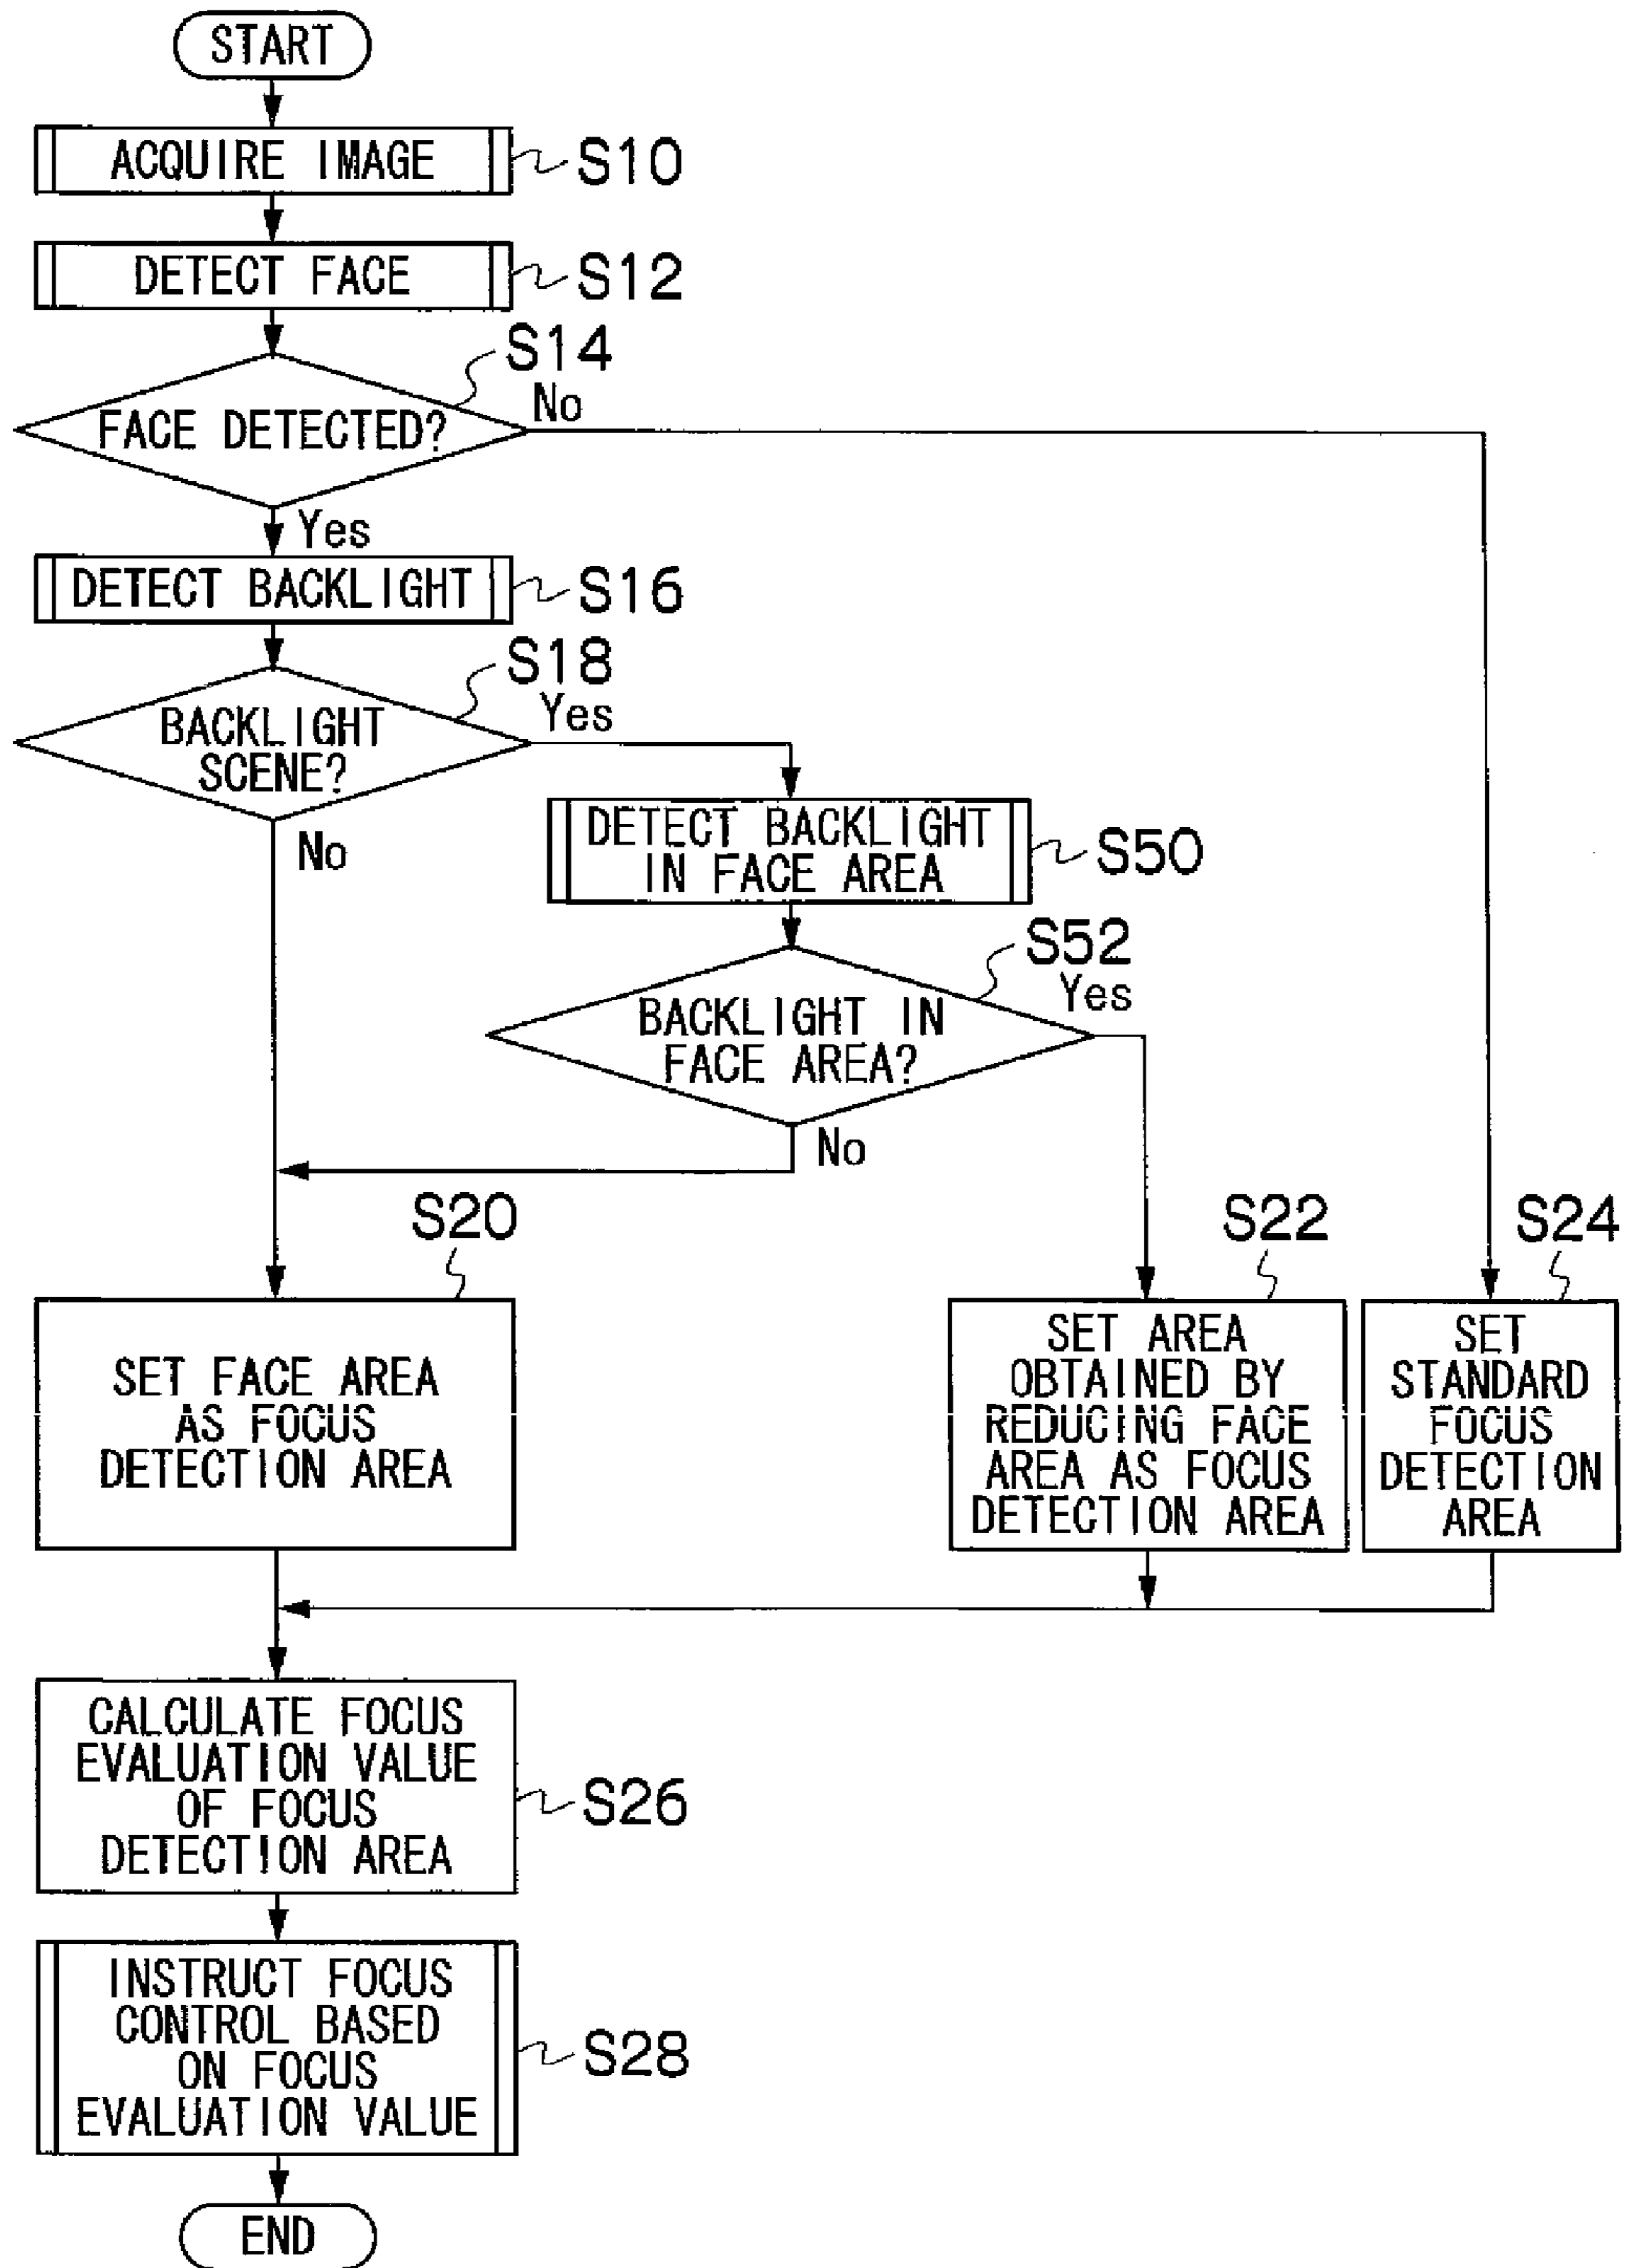 START
ACQUIRE IMAGE
S10
DETECT FACE
S12
S14
FACE DETECTED?
No
Yes
DETECT BACKLIGHT
S16
S18
BACKLIGHT
SCENE?
Yes
No
DETECT BACKLIGHT
IN FACE AREA
S50
S52
BACKLIGHT IN
FACE AREA?
Yes
No
S20
SET FACE AREA
AS FOCUS
DETECTION AREA
S22
SET AREA
OBTAINED BY
REDUCING FACE
AREA AS FOCUS
DETECTION AREA
S24
SET
STANDARD
FOCUS
DETECTION
AREA
CALCULATE FOCUS
EVALUATION VALUE
OF FOCUS
DETECTION AREA
S26
INSTRUCT FOCUS
CONTROL BASED
ON FOCUS
EVALUATION VALUE
S28
END